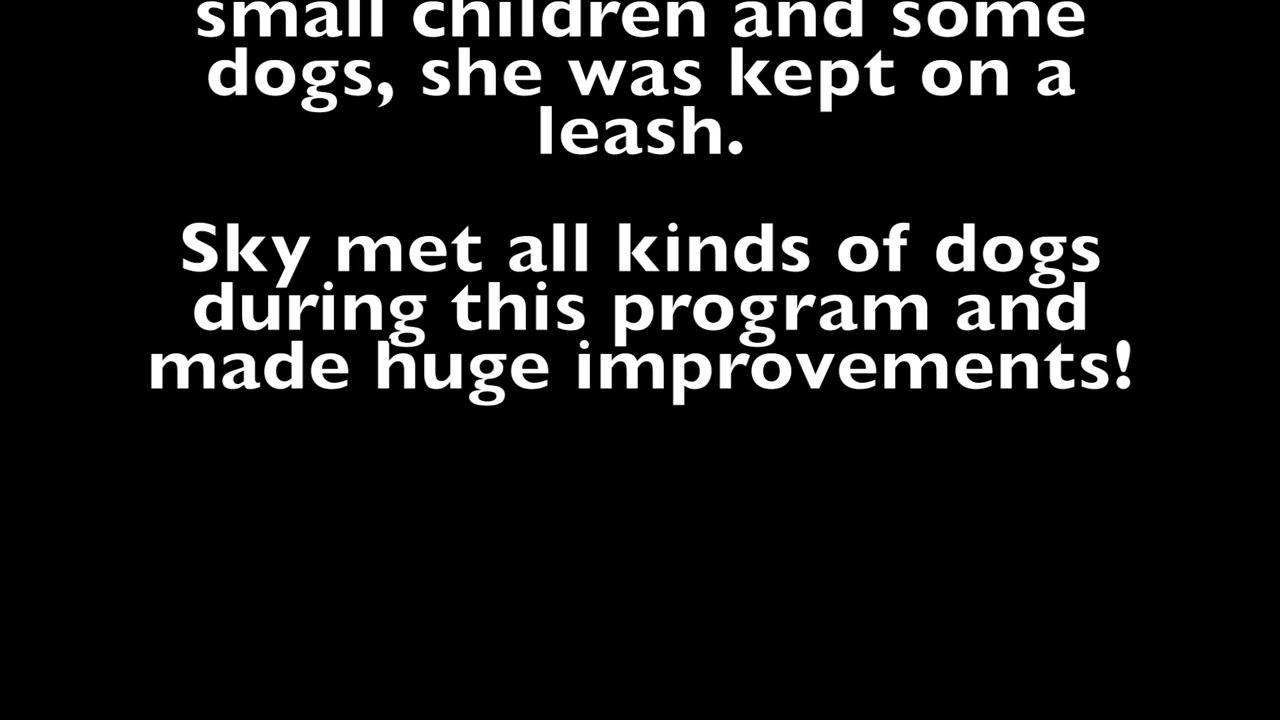 small children and some
dogs, she was kept on a
leash.
Sky met all kinds of dogs
during this program and
made huge improvements!